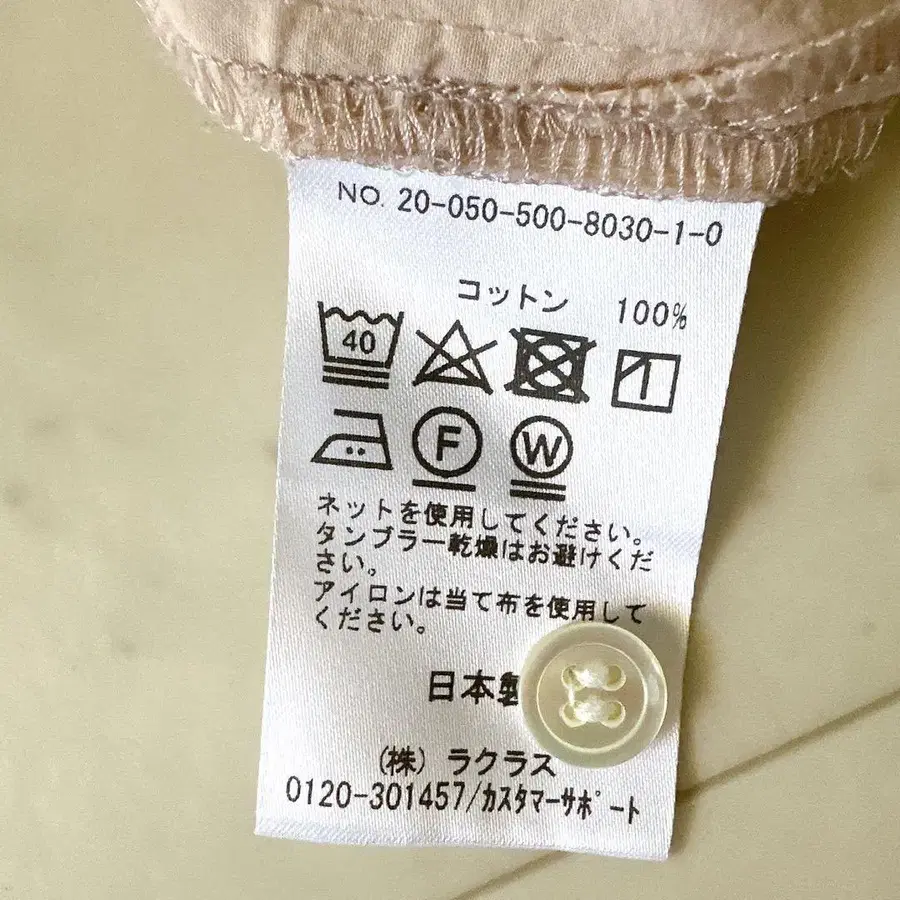 NO. 20-050-500-8030-1-0
コットン 100%
40
F W
ネットを使用してください。
タンブラー乾燥はお避けくだ
さい。
アイロンは当て布を使用して
ください。
日本製
(株) ラクラス
0120-301457/カスタマーサポート